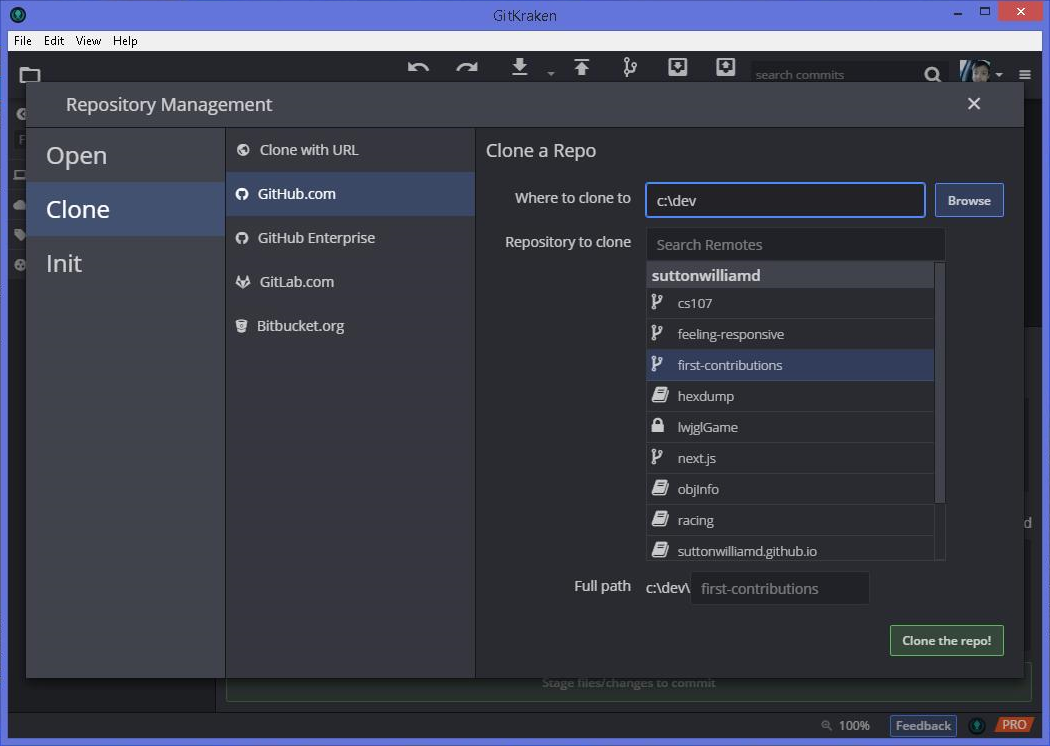 GitKraken
File Edit View Help
search commits
Repository Management
Open
Clone
Init
Clone with URL
GitHub.com
GitHub Enterprise
GitLab.com
Bitbucket.org
Clone a Repo
Where to clone to c:\dev Browse
Repository to clone Search Remotes
suttonwilliamd
cs107
feeling-responsive
first-contributions
hexdump
lwjglGame
next.js
objInfo
racing
suttonwilliamd.github.io
Full path c:\dev\ first-contributions
Clone the repo!
Stage files/changes to commit
100% Feedback PRO